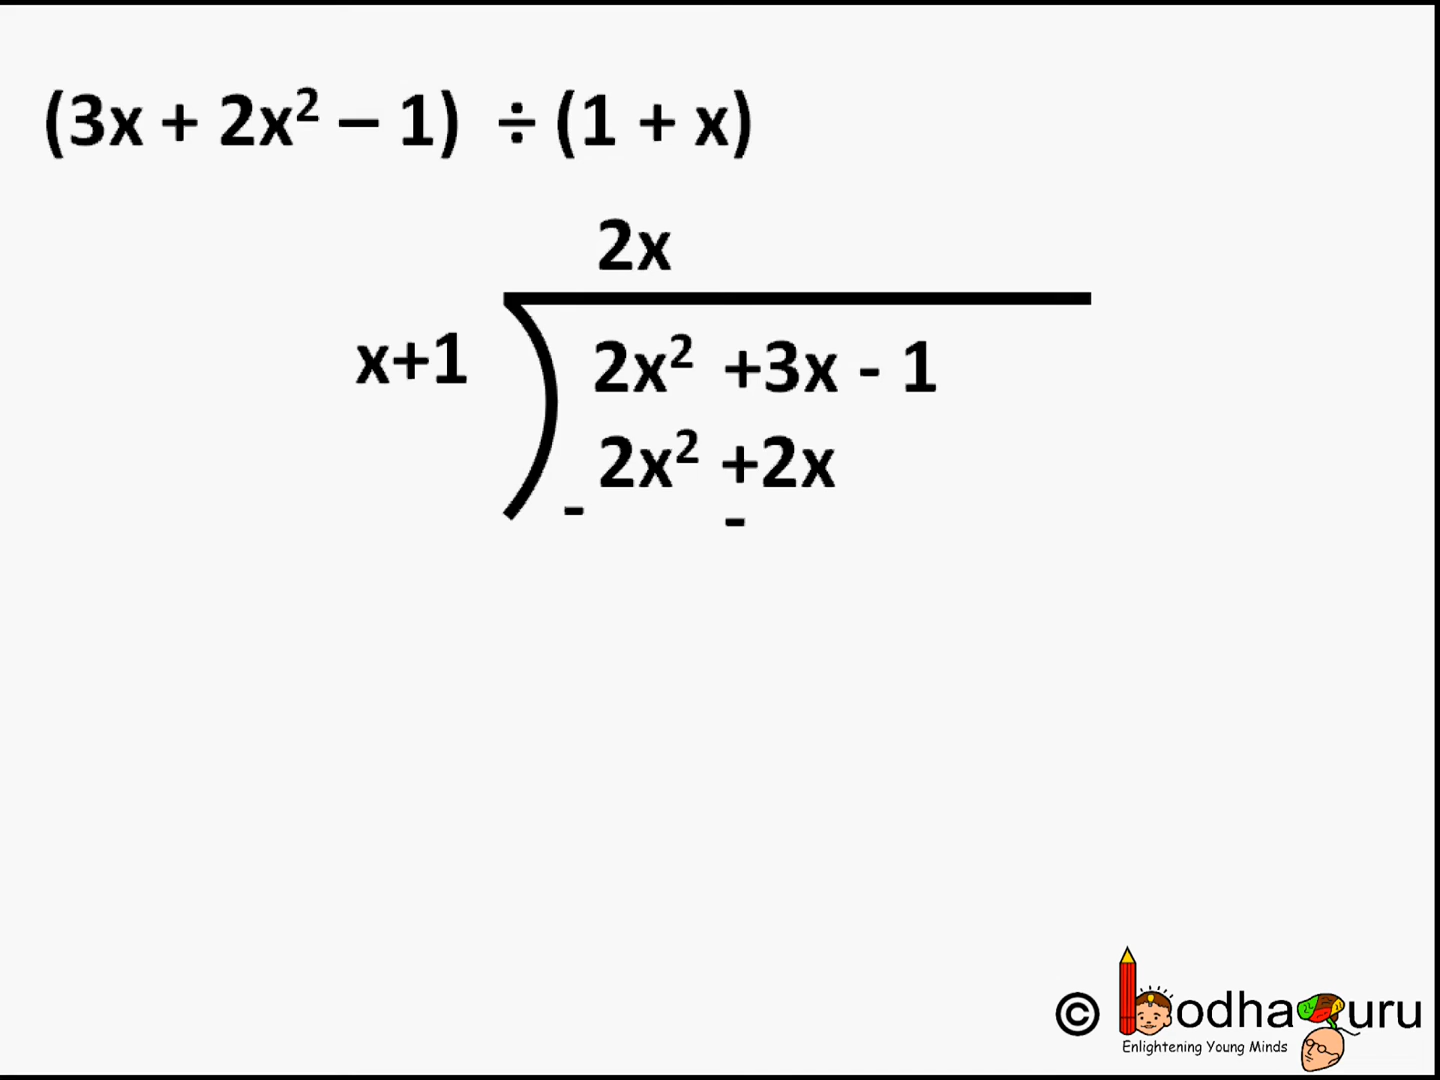 (3x + 2x² – 1) ÷ (1 + x)
2x
x+1 2x² +3x - 1
2x² +2x
- -
© bodhaguru
Enlightening Young Minds